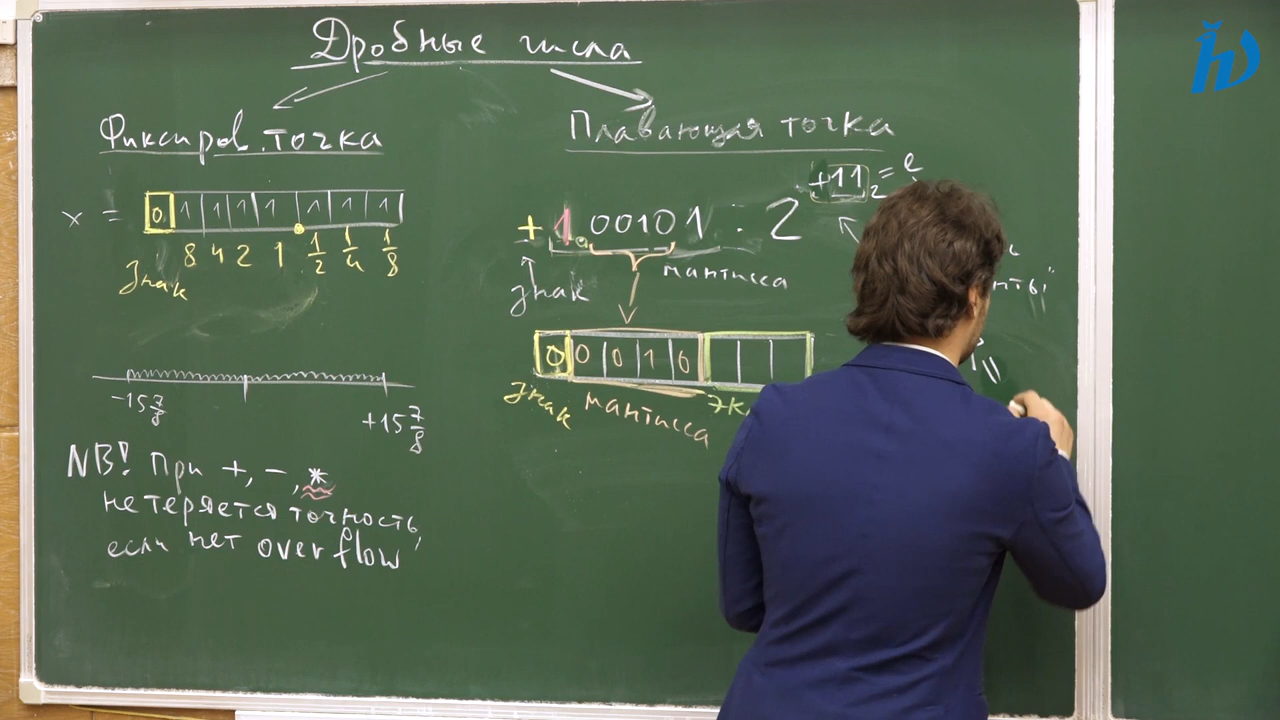 Дробные числа
Фиксиров. точка
x = 0 1 1 1 1 . 1 1 1
8 4 2 1 1/2 1/4 1/8
Знак
-15 7/8
+15 7/8
NB! При +, -, *
не теряется точность,
если нет overflow
Плавающая точка
+11₂ = e
+ 1.00101 · 2
знак
мантисса
0 0 0 1 0
знак мантисса